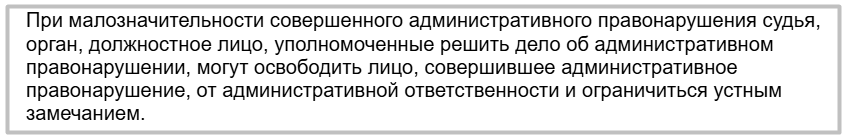 При малозначительности совершенного административного правонарушения судья,
орган, должностное лицо, уполномоченные решить дело об административном
правонарушении, могут освободить лицо, совершившее административное
правонарушение, от административной ответственности и ограничиться устным
замечанием.